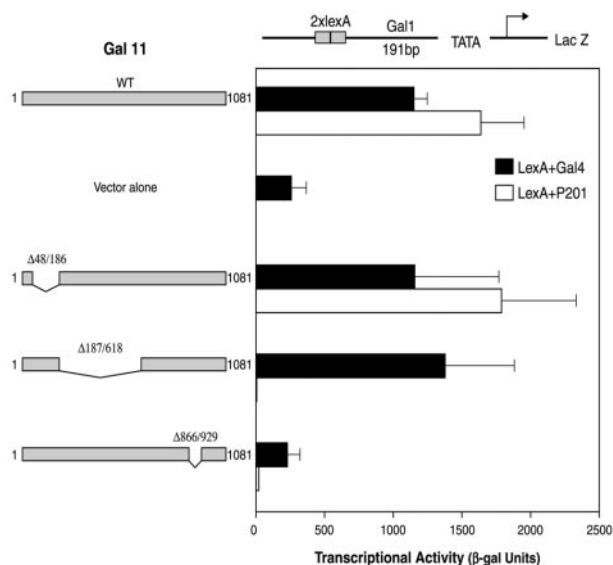 Gal 11
2xlexA
Gal1
191bp
TATA
Lac Z
WT
1
1081
LexA+Gal4
LexA+P201
Vector alone
Δ48/186
1
1081
Δ187/618
1
1081
Δ866/929
1
1081
0
500
1000
1500
2000
2500
Transcriptional Activity (β-gal Units)